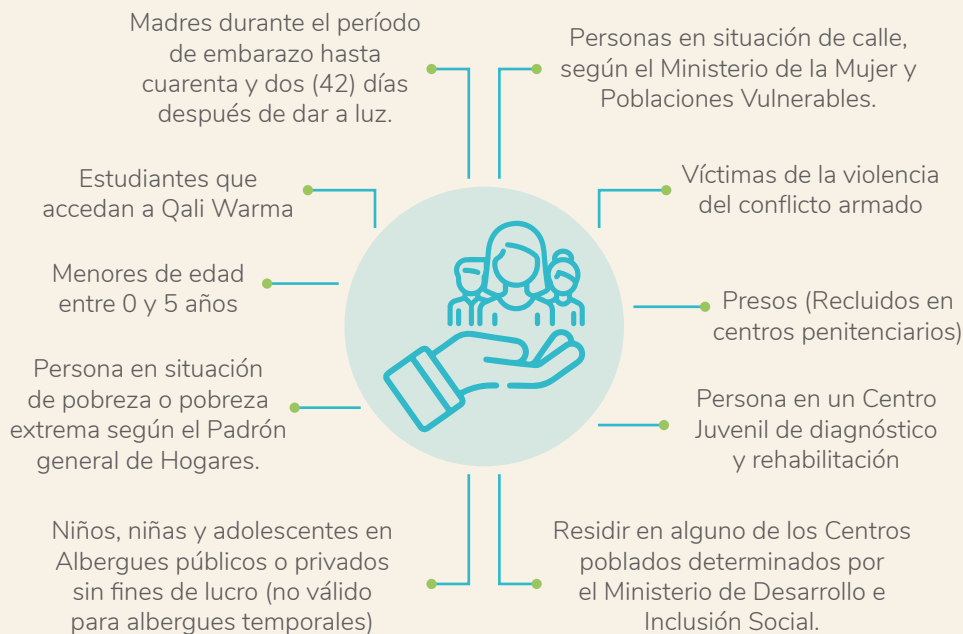 Madres durante el período
de embarazo hasta
cuarenta y dos (42) días
después de dar a luz.
Estudiantes que
accedan a Qali Warma
Menores de edad
entre 0 y 5 años
Persona en situación
de pobreza o pobreza
extrema según el Padrón
general de Hogares.
Niños, niñas y adolescentes en
Albergues públicos o privados
sin fines de lucro (no válido
para albergues temporales)
Personas en situación de calle,
según el Ministerio de la Mujer y
Poblaciones Vulnerables.
Víctimas de la violencia
del conflicto armado
Presos (Recluidos en
centros penitenciarios)
Persona en un Centro
Juvenil de diagnóstico
y rehabilitación
Residir en alguno de los Centros
poblados determinados por
el Ministerio de Desarrollo e
Inclusión Social.